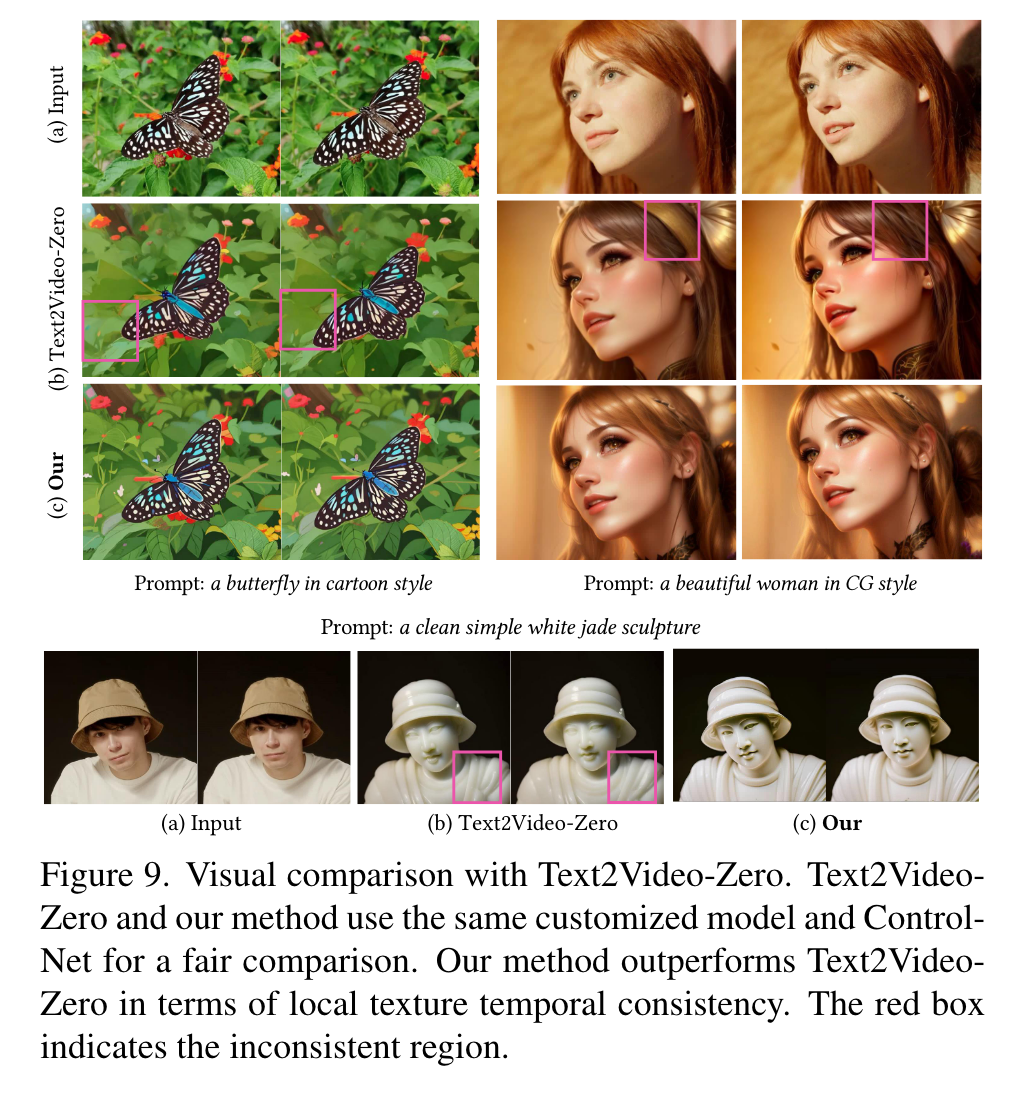 (a) Input
(b) Text2Video-Zero
(c) Our
Prompt: a butterfly in cartoon style
Prompt: a beautiful woman in CG style
Prompt: a clean simple white jade sculpture
(a) Input
(b) Text2Video-Zero
(c) Our
Figure 9. Visual comparison with Text2Video-Zero. Text2Video-
Zero and our method use the same customized model and Control-
Net for a fair comparison. Our method outperforms Text2Video-
Zero in terms of local texture temporal consistency. The red box
indicates the inconsistent region.